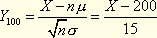 Y₁₀₀ = (X − nμ) / (√n σ) = (X − 200) / 15